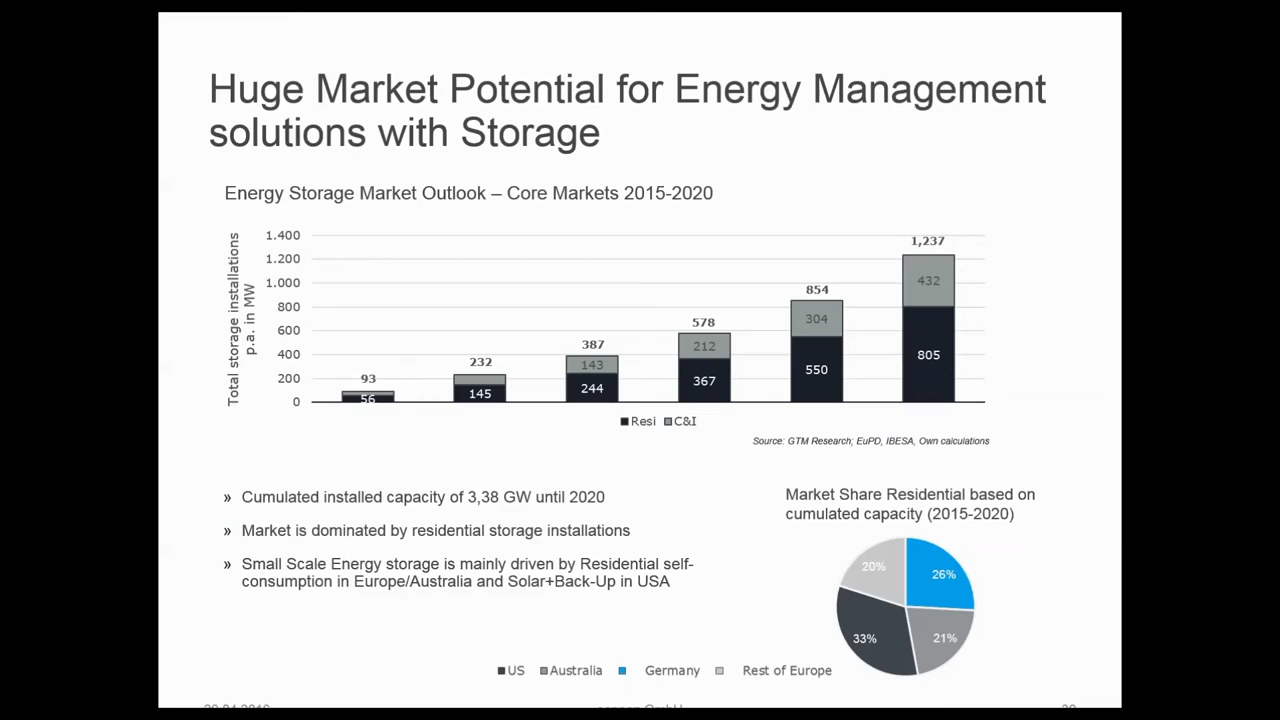 Huge Market Potential for Energy Management
solutions with Storage
Energy Storage Market Outlook – Core Markets 2015-2020
Total storage installations
p.a. in MW
1.400
1.200
1.000
800
600
400
200
0
93
56
232
145
387
143
244
578
212
367
854
304
550
1,237
432
805
Resi C&I
Source: GTM Research; EuPD, IBESA, Own calculations
» Cumulated installed capacity of 3,38 GW until 2020
» Market is dominated by residential storage installations
» Small Scale Energy storage is mainly driven by Residential self-
consumption in Europe/Australia and Solar+Back-Up in USA
Market Share Residential based on
cumulated capacity (2015-2020)
20%
26%
33%
21%
US Australia Germany Rest of Europe